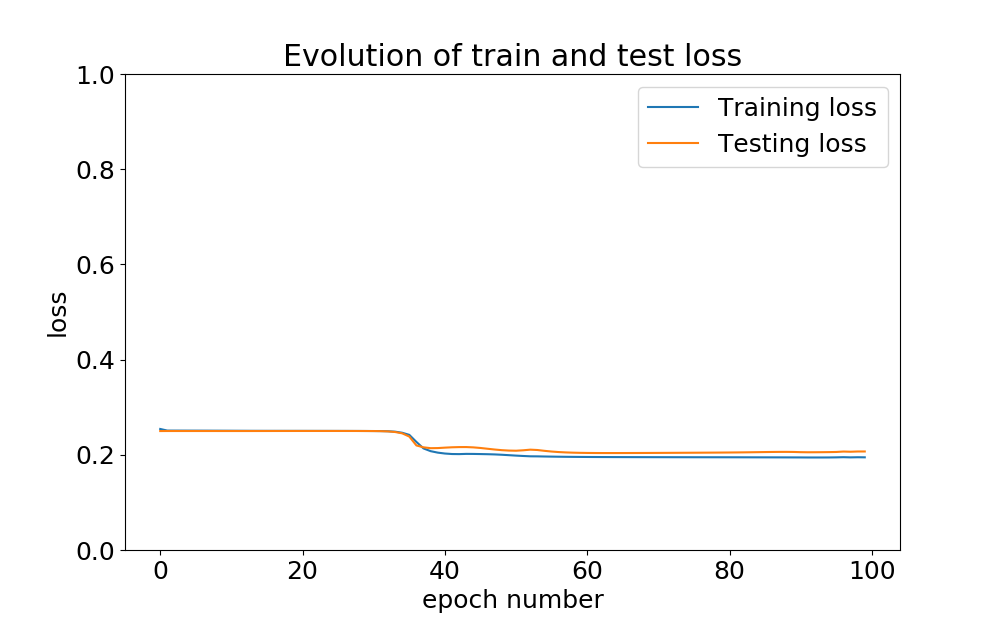 Evolution of train and test loss
1.0
0.8
0.6
0.4
0.2
0.0
loss
Training loss
Testing loss
0 20 40 60 80 100
epoch number